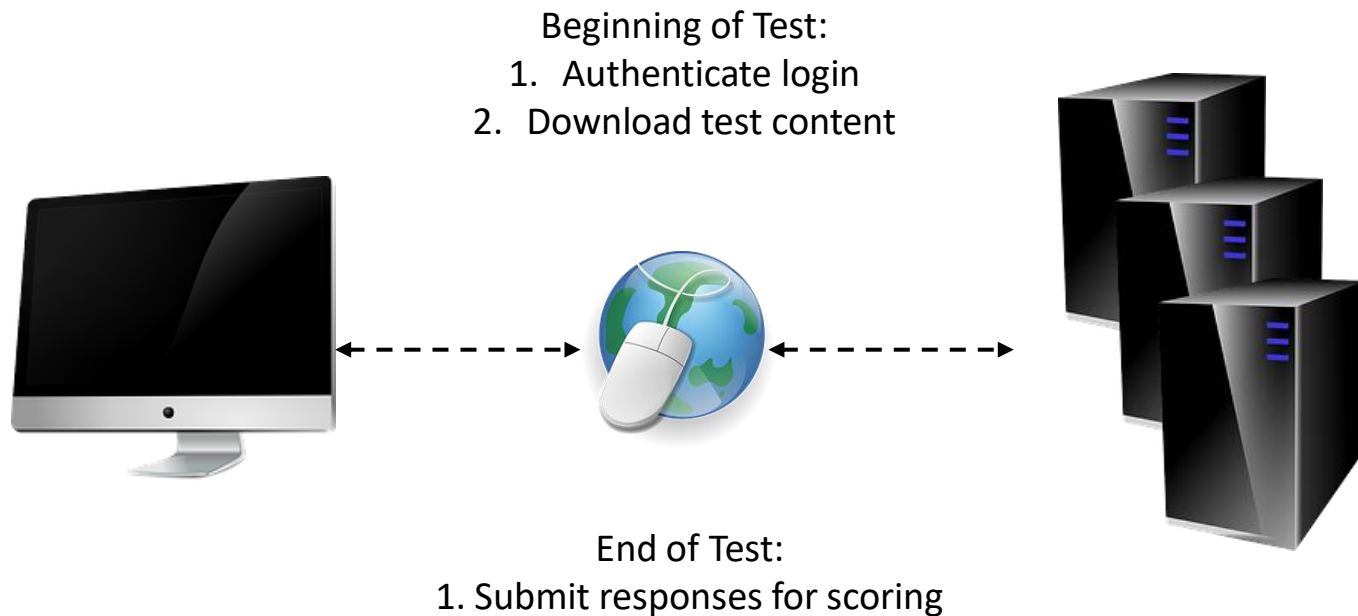 Beginning of Test:
1. Authenticate login
2. Download test content
End of Test:
1. Submit responses for scoring